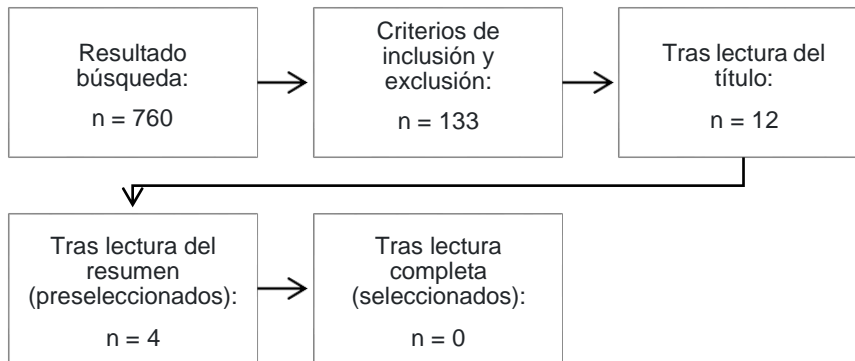 Resultado
búsqueda:
n = 760
Criterios de
inclusión y
exclusión:
n = 133
Tras lectura del
título:
n = 12
Tras lectura del
resumen
(preseleccionados):
n = 4
Tras lectura
completa
(seleccionados):
n = 0